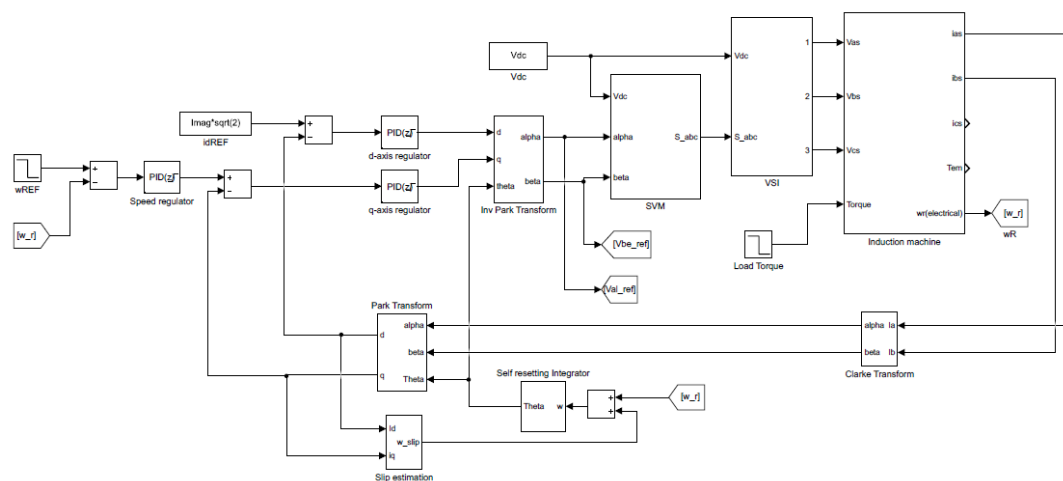 Vdc
Vdc
Imag*sqrt(2)
idREF
+
−
PID(z)
d-axis regulator
wREF
+
−
PID(z)
Speed regulator
[w_r]
+
−
PID(z)
q-axis regulator
d
q
theta
alpha
beta
Inv Park Transform
Vdc
alpha
beta
S_abc
SVM
Vdc
S_abc
1
2
3
VSI
Vas
Vbs
Vcs
Torque
ias
ibs
ics
Tem
wr(electrical)
Induction machine
[w_r]
wR
Load Torque
[Vbe_ref]
[Val_ref]
Park Transform
alpha
beta
Theta
d
q
alpha
beta
Ia
Ib
Clarke Transform
Self resetting Integrator
Theta
w
+
+
[w_r]
Id
iq
w_slip
Slip estimation